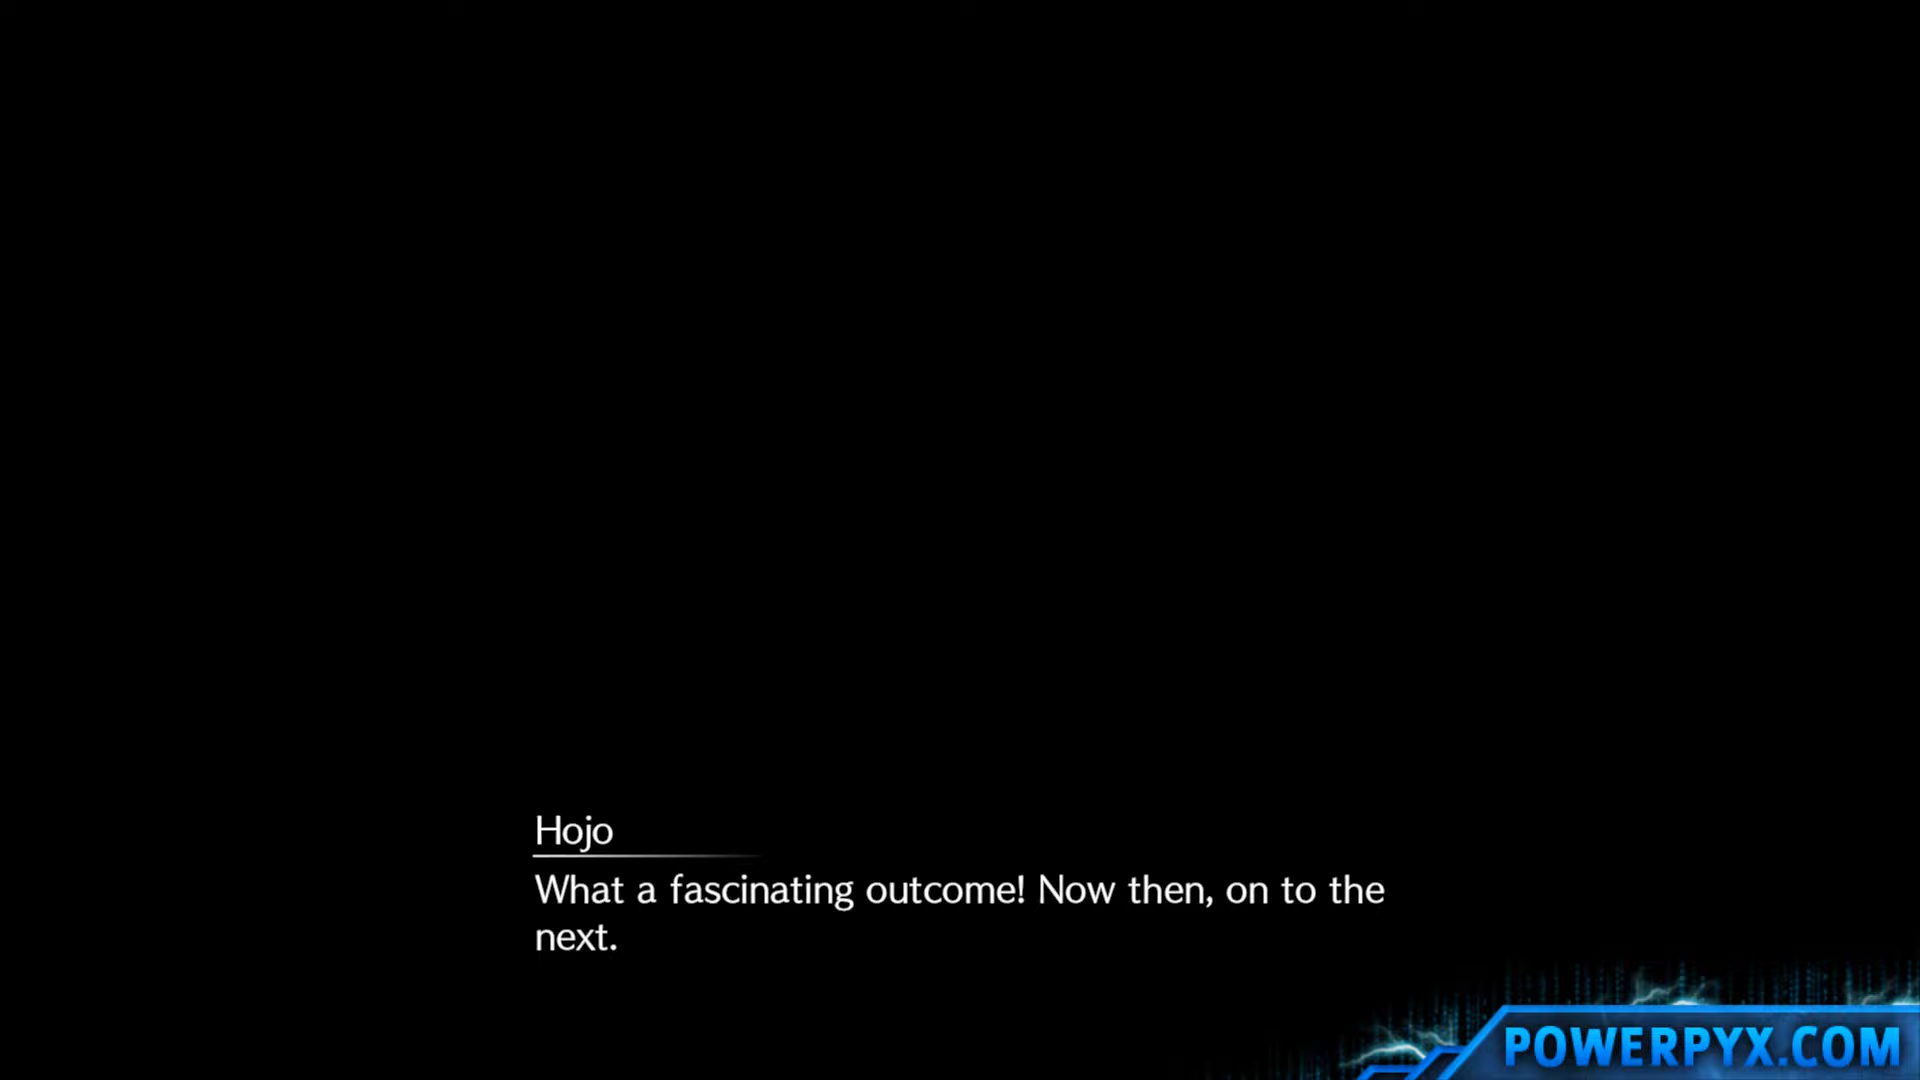 Hojo
What a fascinating outcome! Now then, on to the
next.
POWERPYX.COM